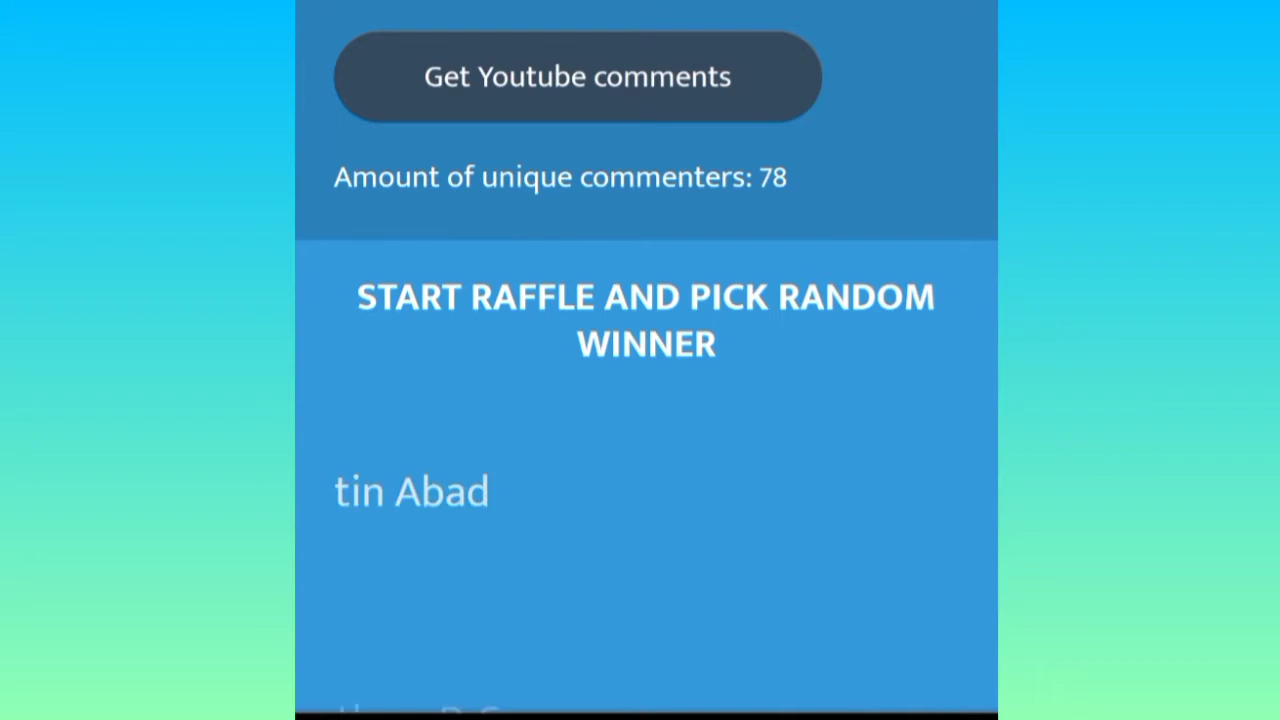 Get Youtube comments
Amount of unique commenters: 78
START RAFFLE AND PICK RANDOM
WINNER
tin Abad